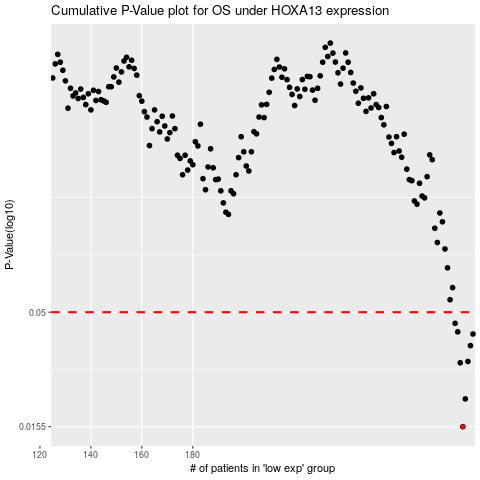 Cumulative P-Value plot for OS under HOXA13 expression
P-Value(log10)
0.05
0.0155
120 140 160 180
# of patients in 'low exp' group